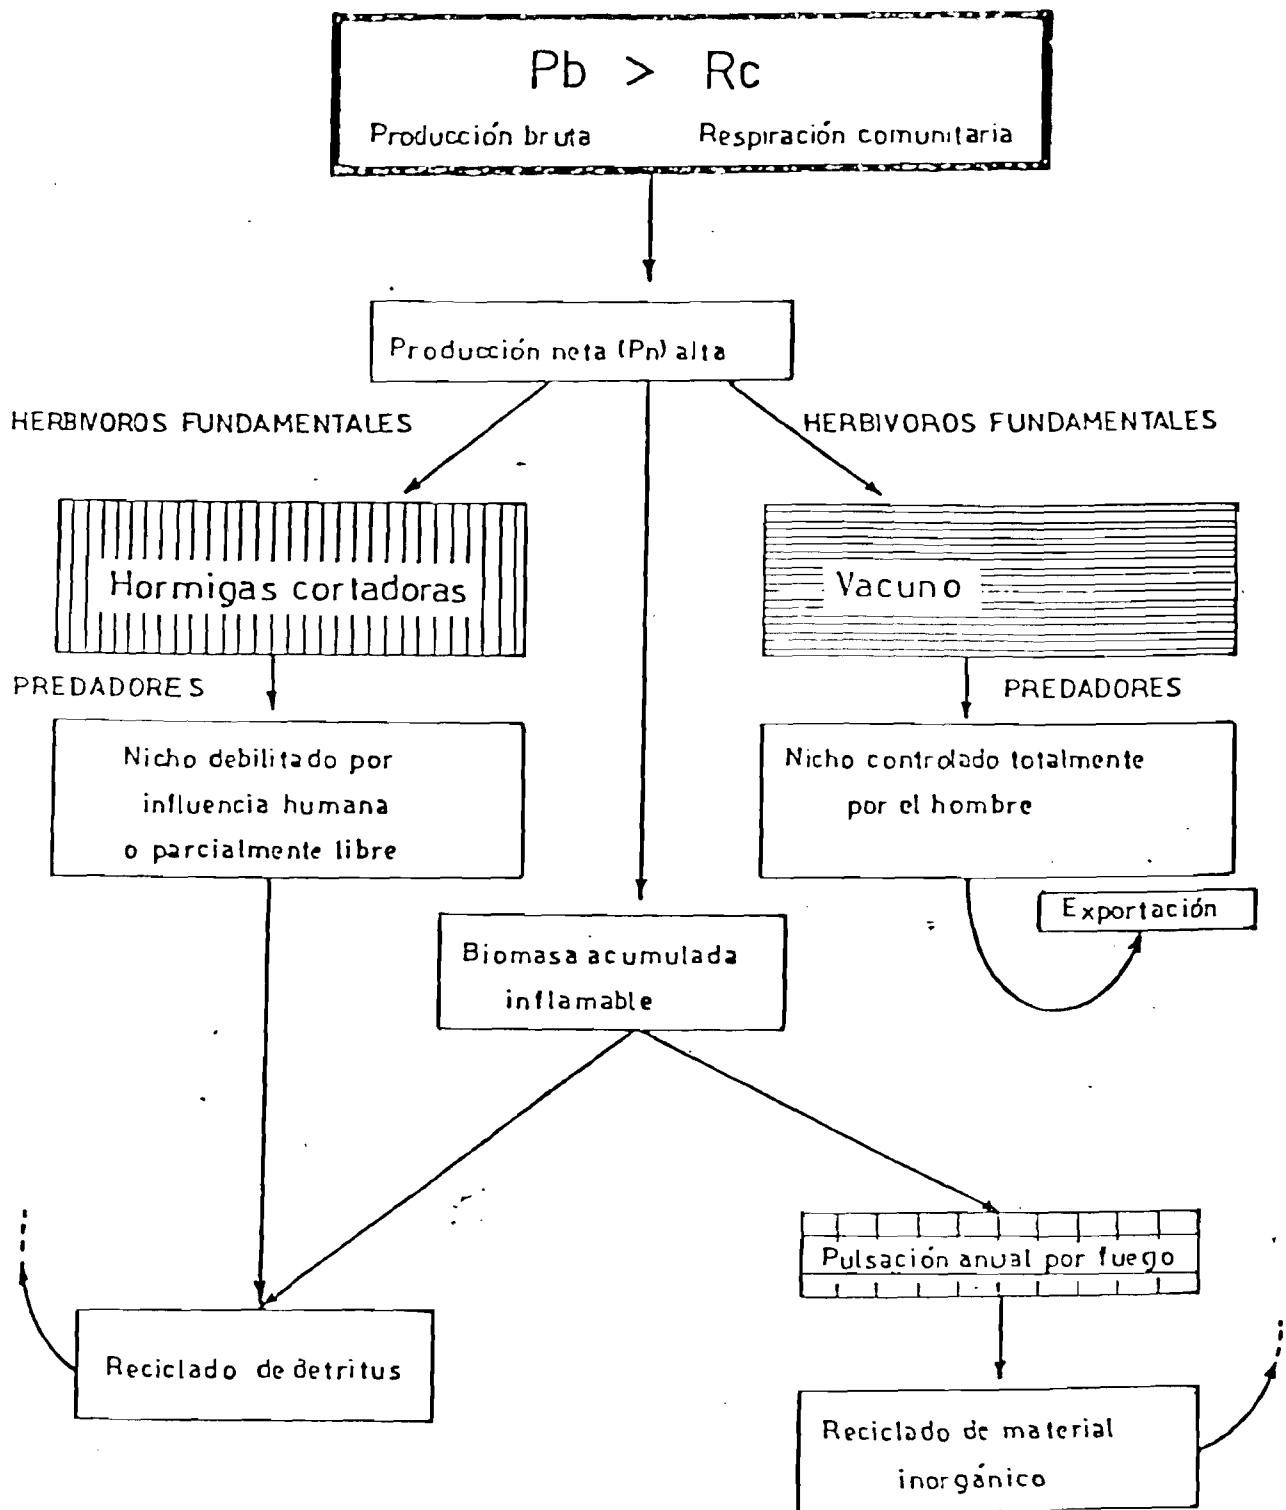 Pb > Rc
Producción bruta Respiración comunitaria
Producción neta (Pn) alta
HERBIVOROS FUNDAMENTALES
HERBIVOROS FUNDAMENTALES
Hormigas cortadoras
Vacuno
PREDADORES
PREDADORES
Nicho debilitado por
influencia humana
o parcialmente libre
Nicho controlado totalmente
por el hombre
Exportación
Biomasa acumulada
inflamable
Pulsación anual por fuego
Reciclado de detritus
Reciclado de material
inorgánico